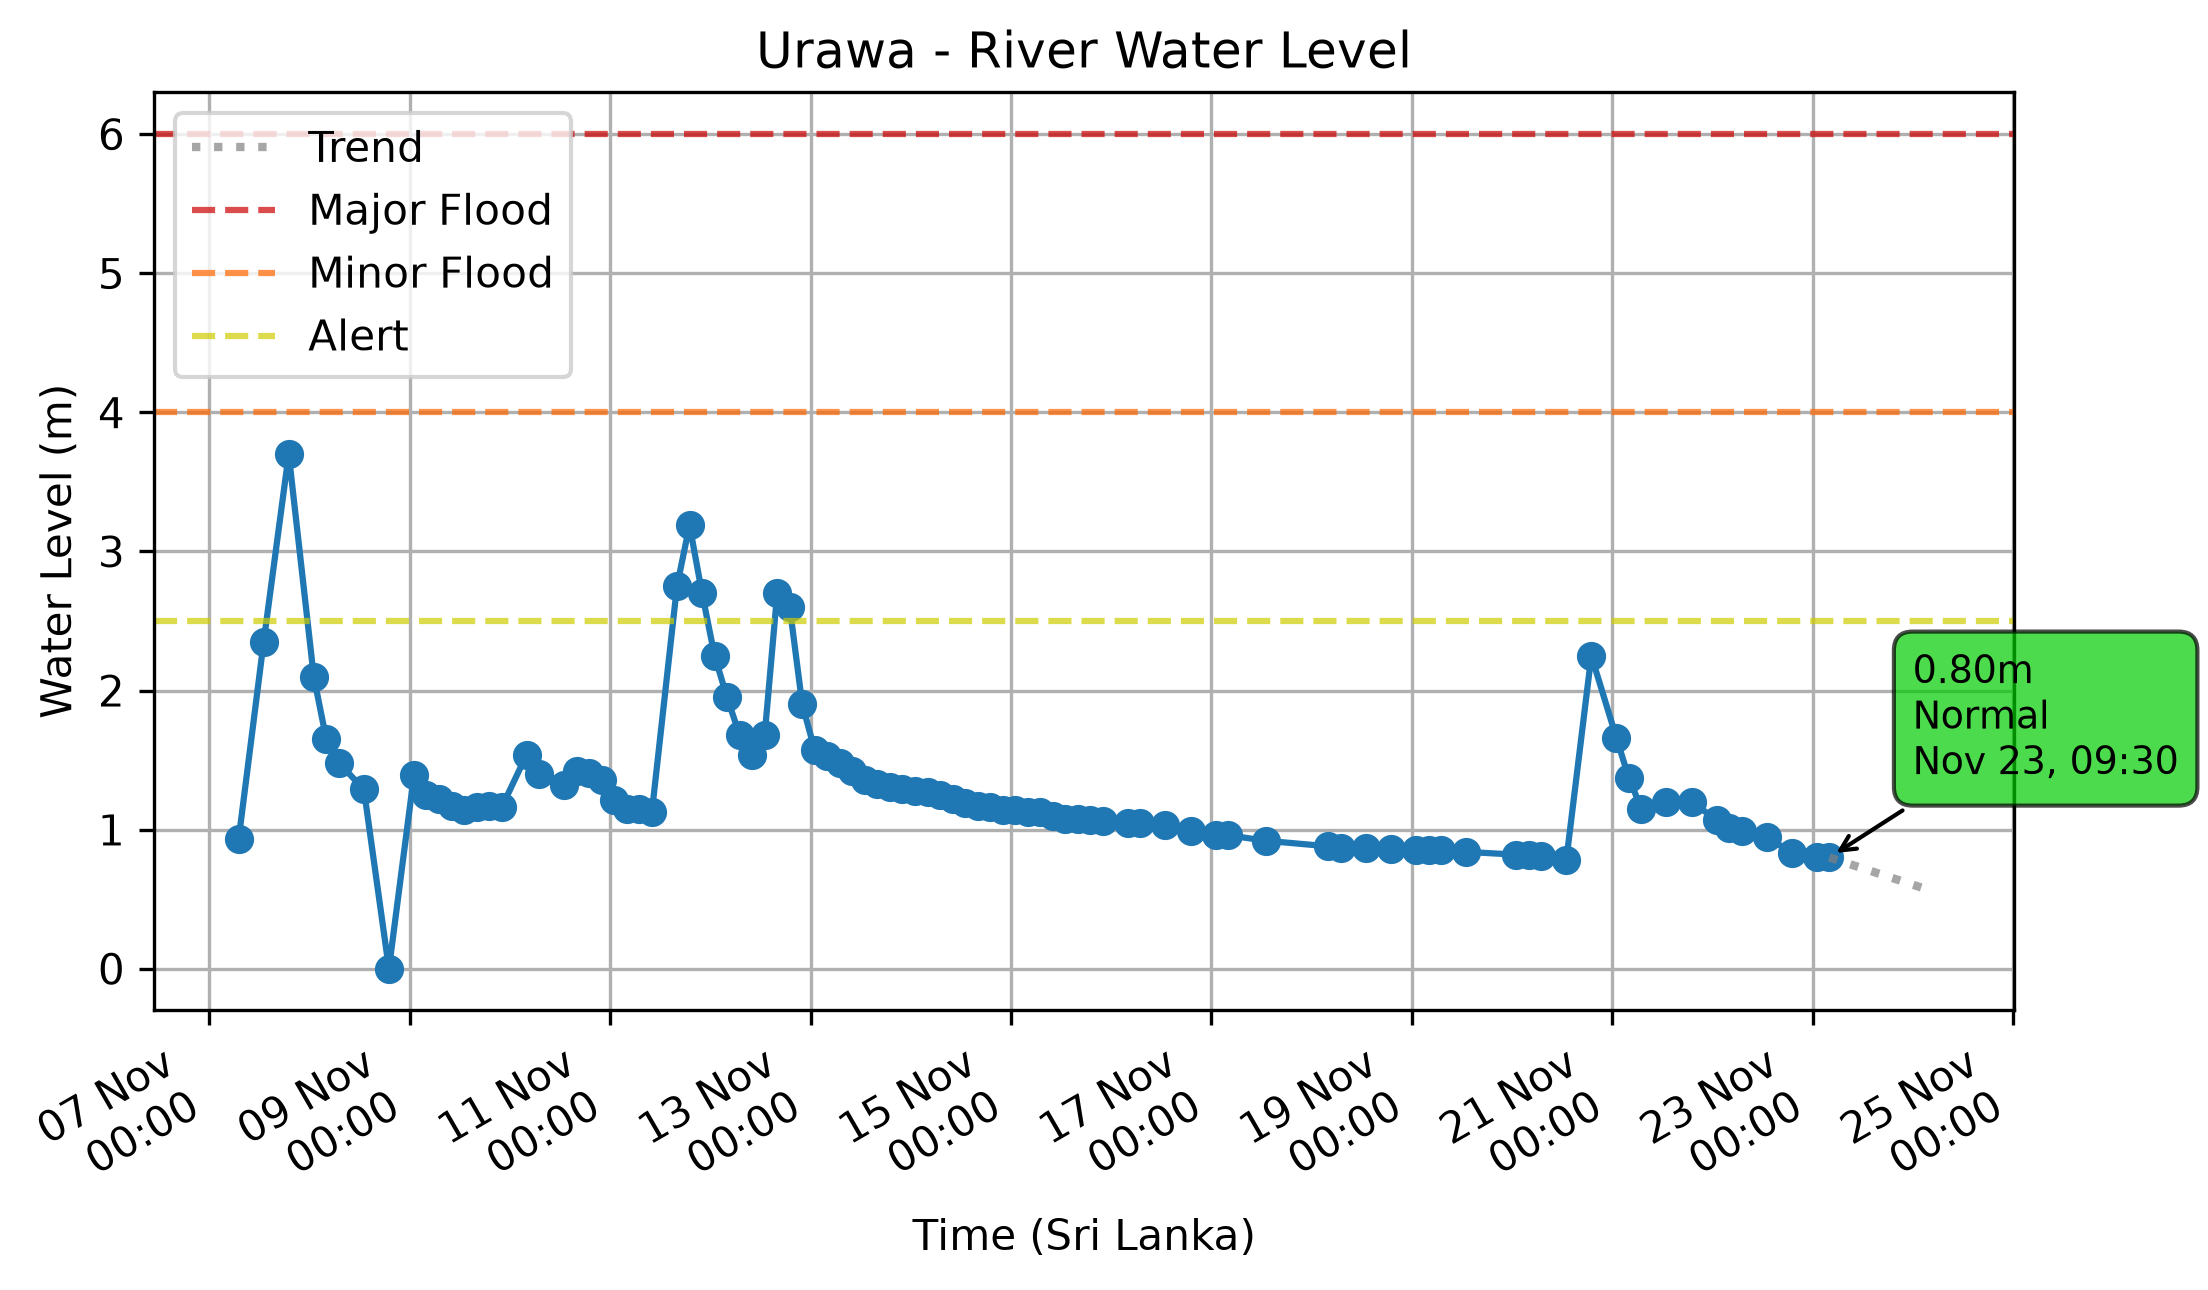 Urawa - River Water Level
6
5
4
3
2
1
0
Water Level (m)
Trend
Major Flood
Minor Flood
Alert
0.80m
Normal
Nov 23, 09:30
07 Nov
00:00
09 Nov
00:00
11 Nov
00:00
13 Nov
00:00
15 Nov
00:00
17 Nov
00:00
19 Nov
00:00
21 Nov
00:00
23 Nov
00:00
25 Nov
00:00
Time (Sri Lanka)